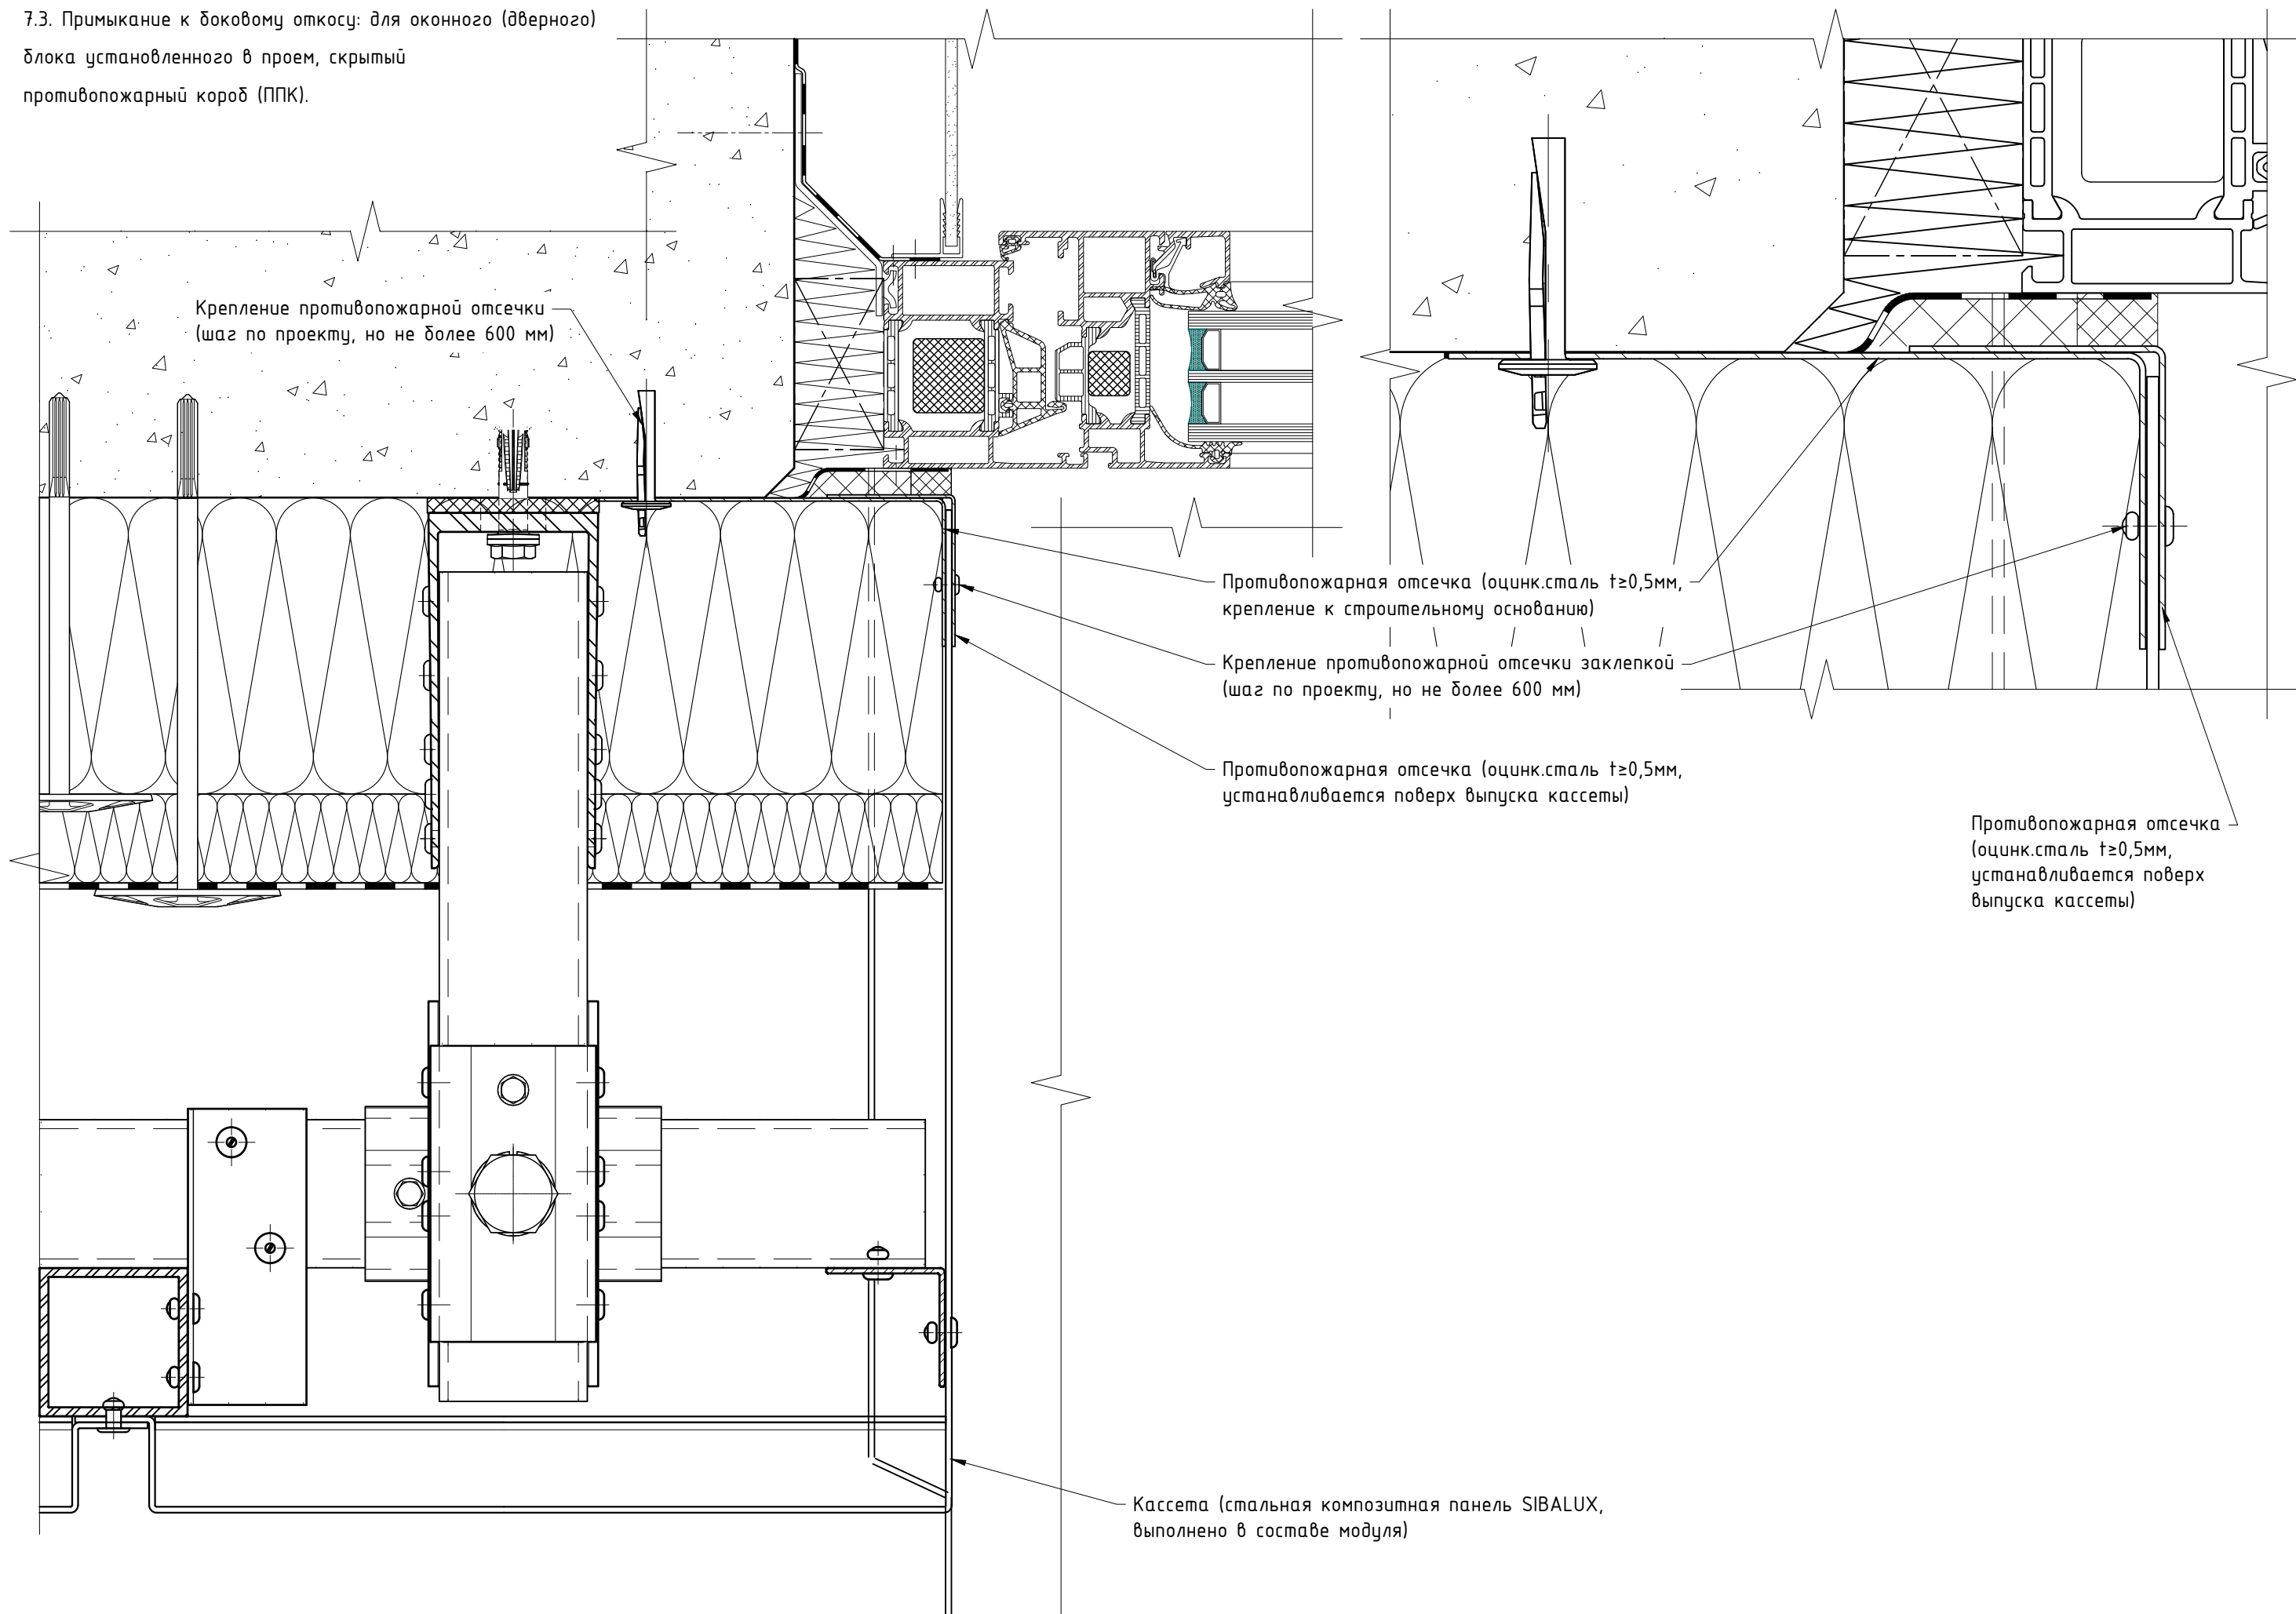 7.3. Примыкание к боковому откосу: для оконного (дверного)
блока установленного в проем, скрытый
противопожарный короб (ППК).
Крепление противопожарной отсечки
(шаг по проекту, но не более 600 мм)
Противопожарная отсечка (оцинк.сталь t≥0,5мм,
крепление к строительному основанию)
Крепление противопожарной отсечки заклепкой
(шаг по проекту, но не более 600 мм)
Противопожарная отсечка (оцинк.сталь t≥0,5мм,
устанавливается поверх выпуска кассеты)
Противопожарная отсечка
(оцинк.сталь t≥0,5мм,
устанавливается поверх
выпуска кассеты)
Кассета (стальная композитная панель SIBALUX,
выполнено в составе модуля)